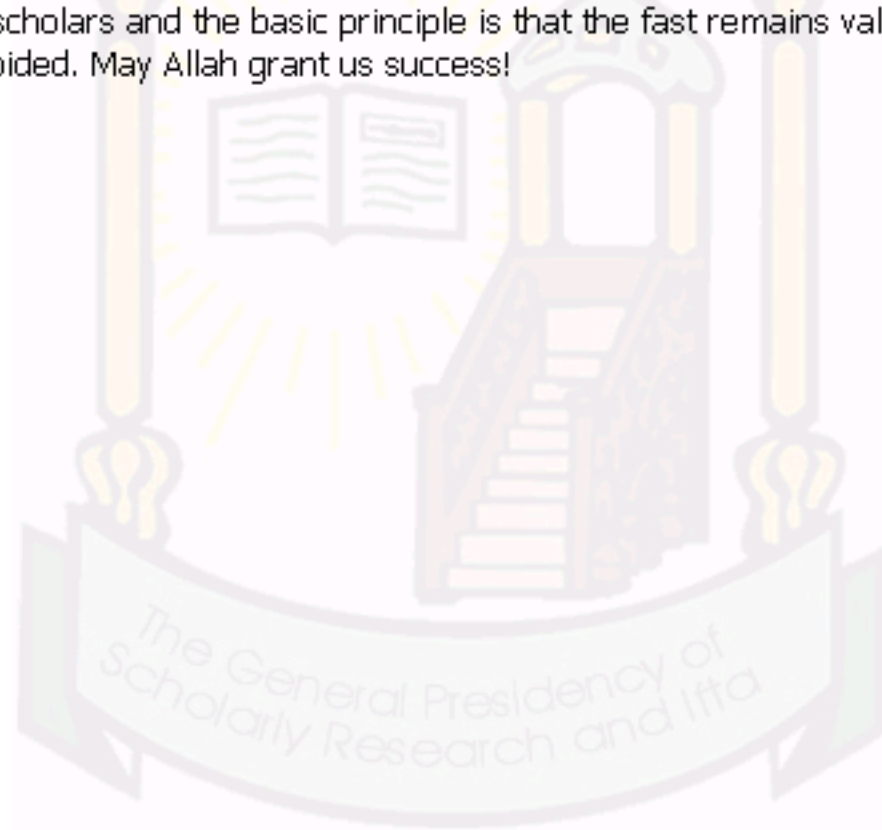 scholars and the basic principle is that the fast remains val
oided. May Allah grant us success!
The General Presidency of
Scholarly Research and Ifta